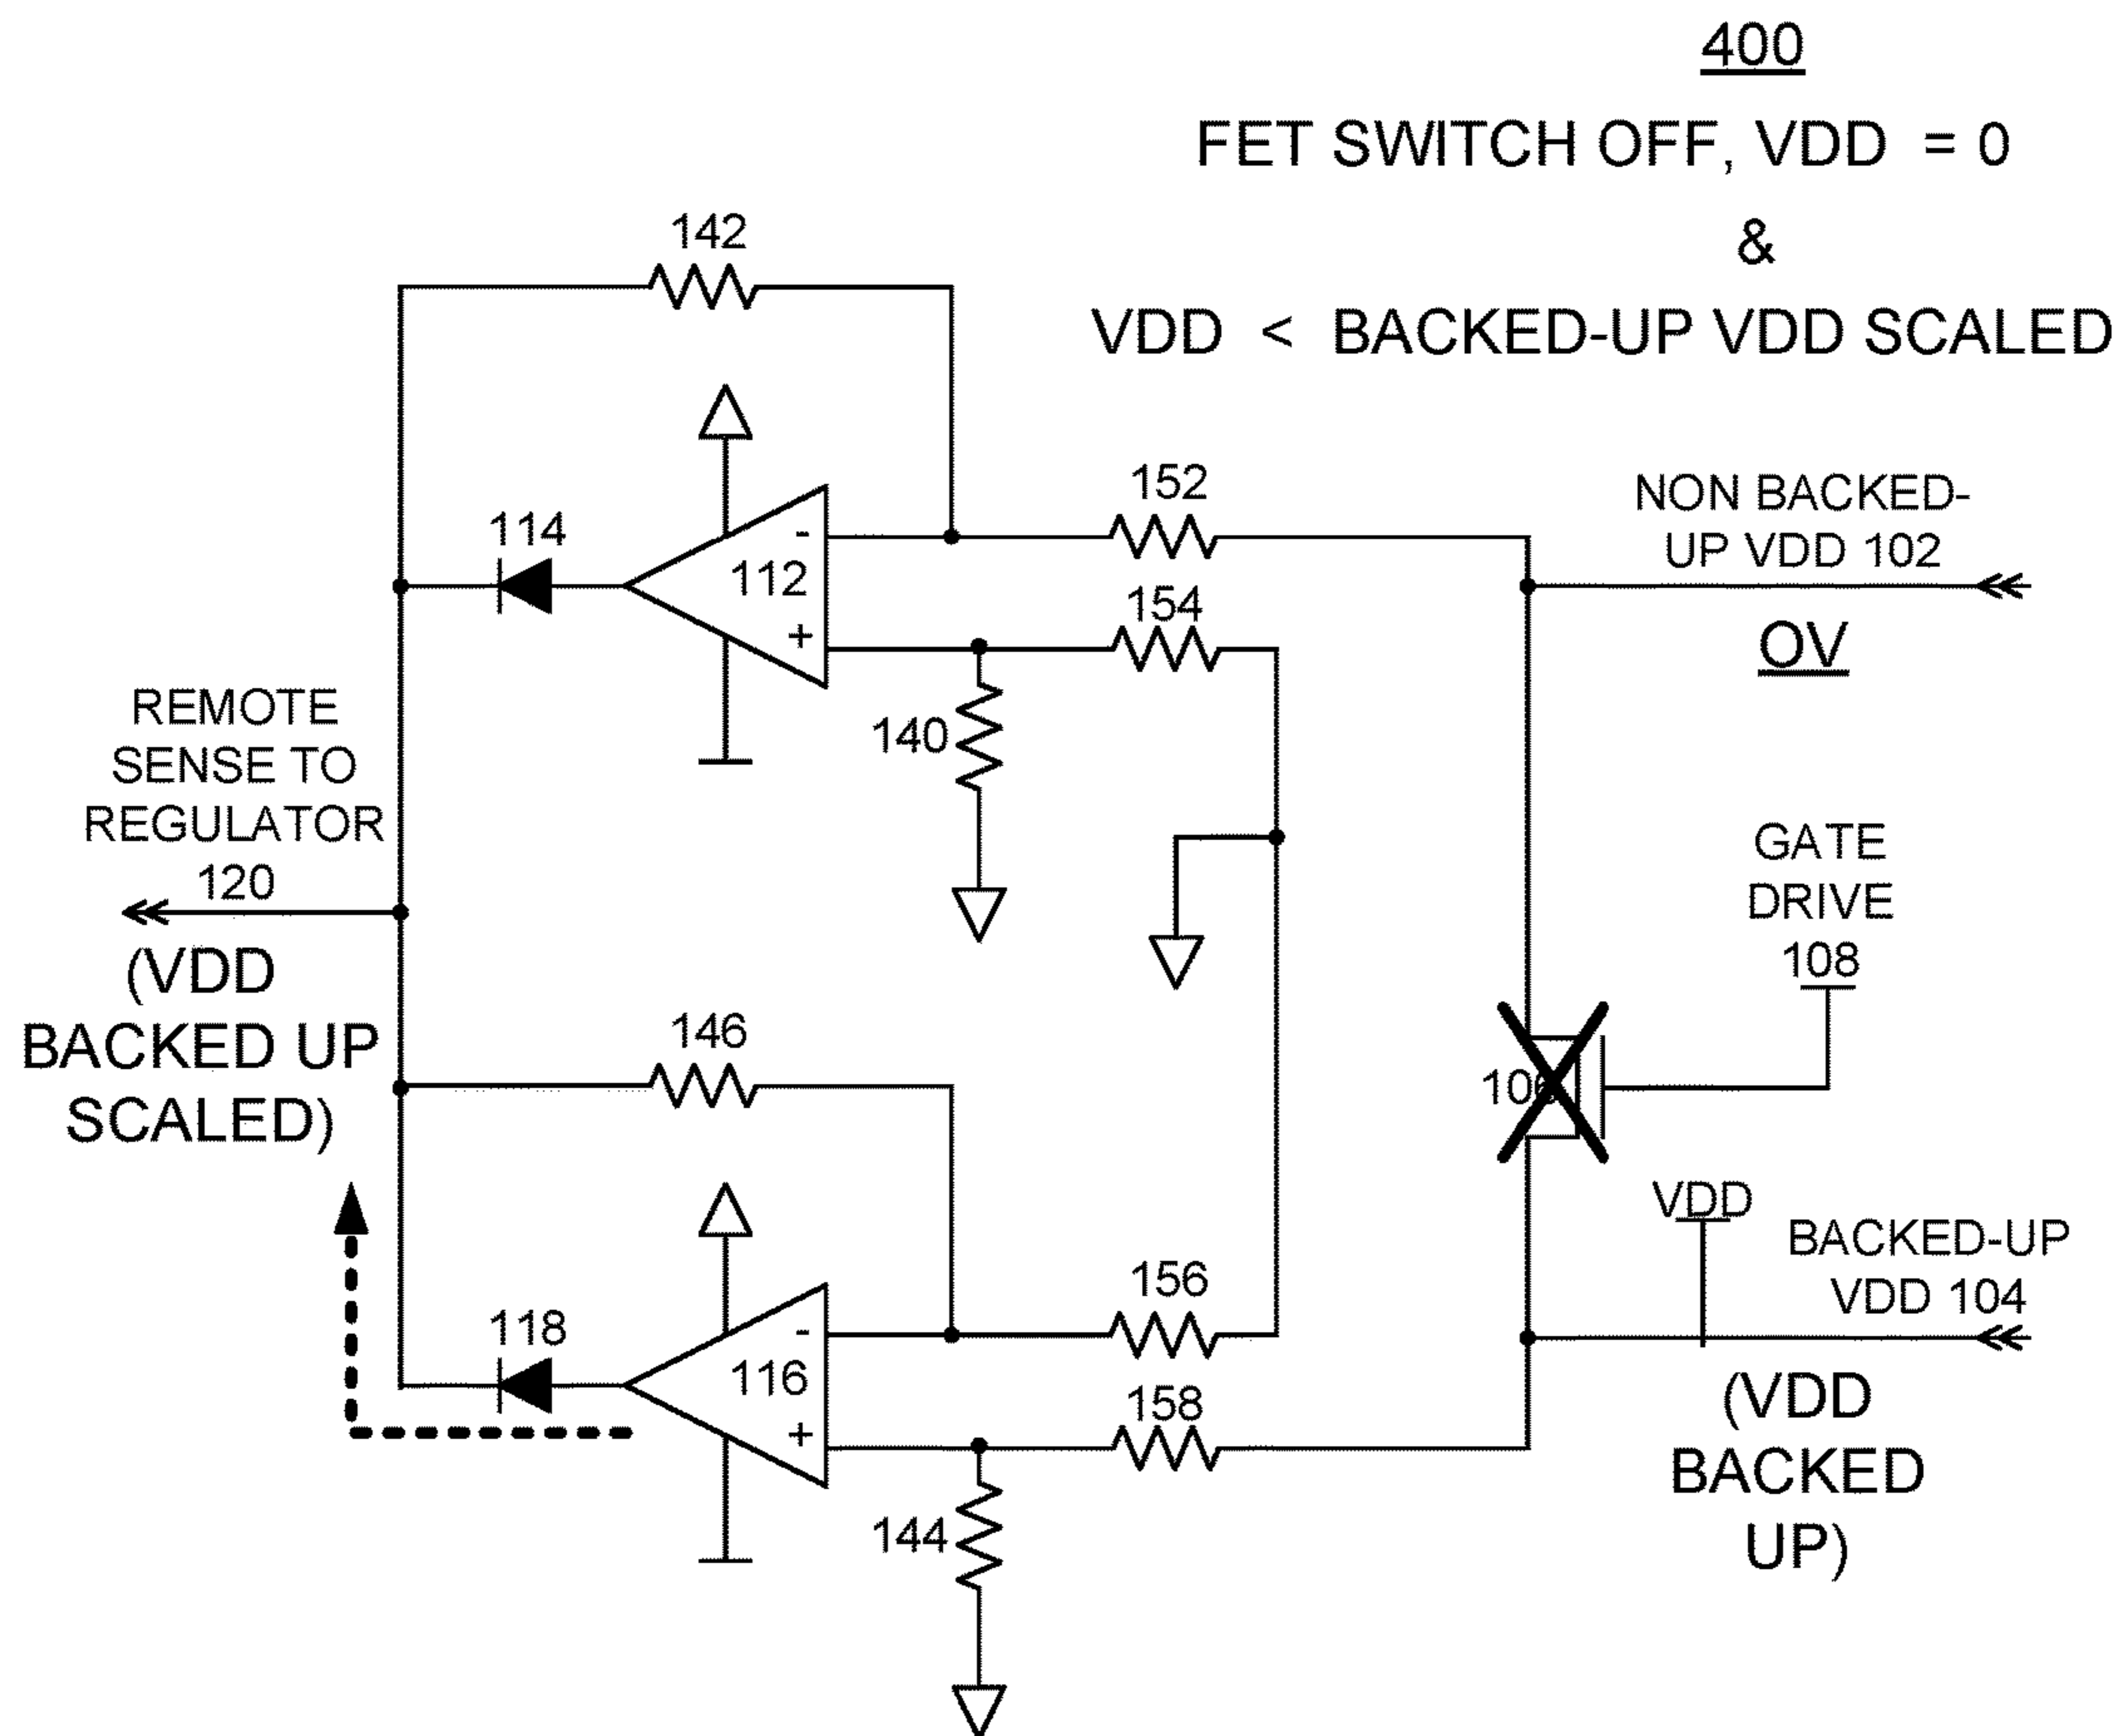 400
FET SWITCH OFF, VDD = 0
&
VDD < BACKED-UP VDD SCALED
142
152
114
-
112
154
+
140
NON BACKED-
UP VDD 102
OV
REMOTE
SENSE TO
REGULATOR
120
(VDD
BACKED UP
SCALED)
GATE
DRIVE
108
146
106
VDD
BACKED-UP
VDD 104
156
118
-
116
158
+
144
(VDD
BACKED
UP)